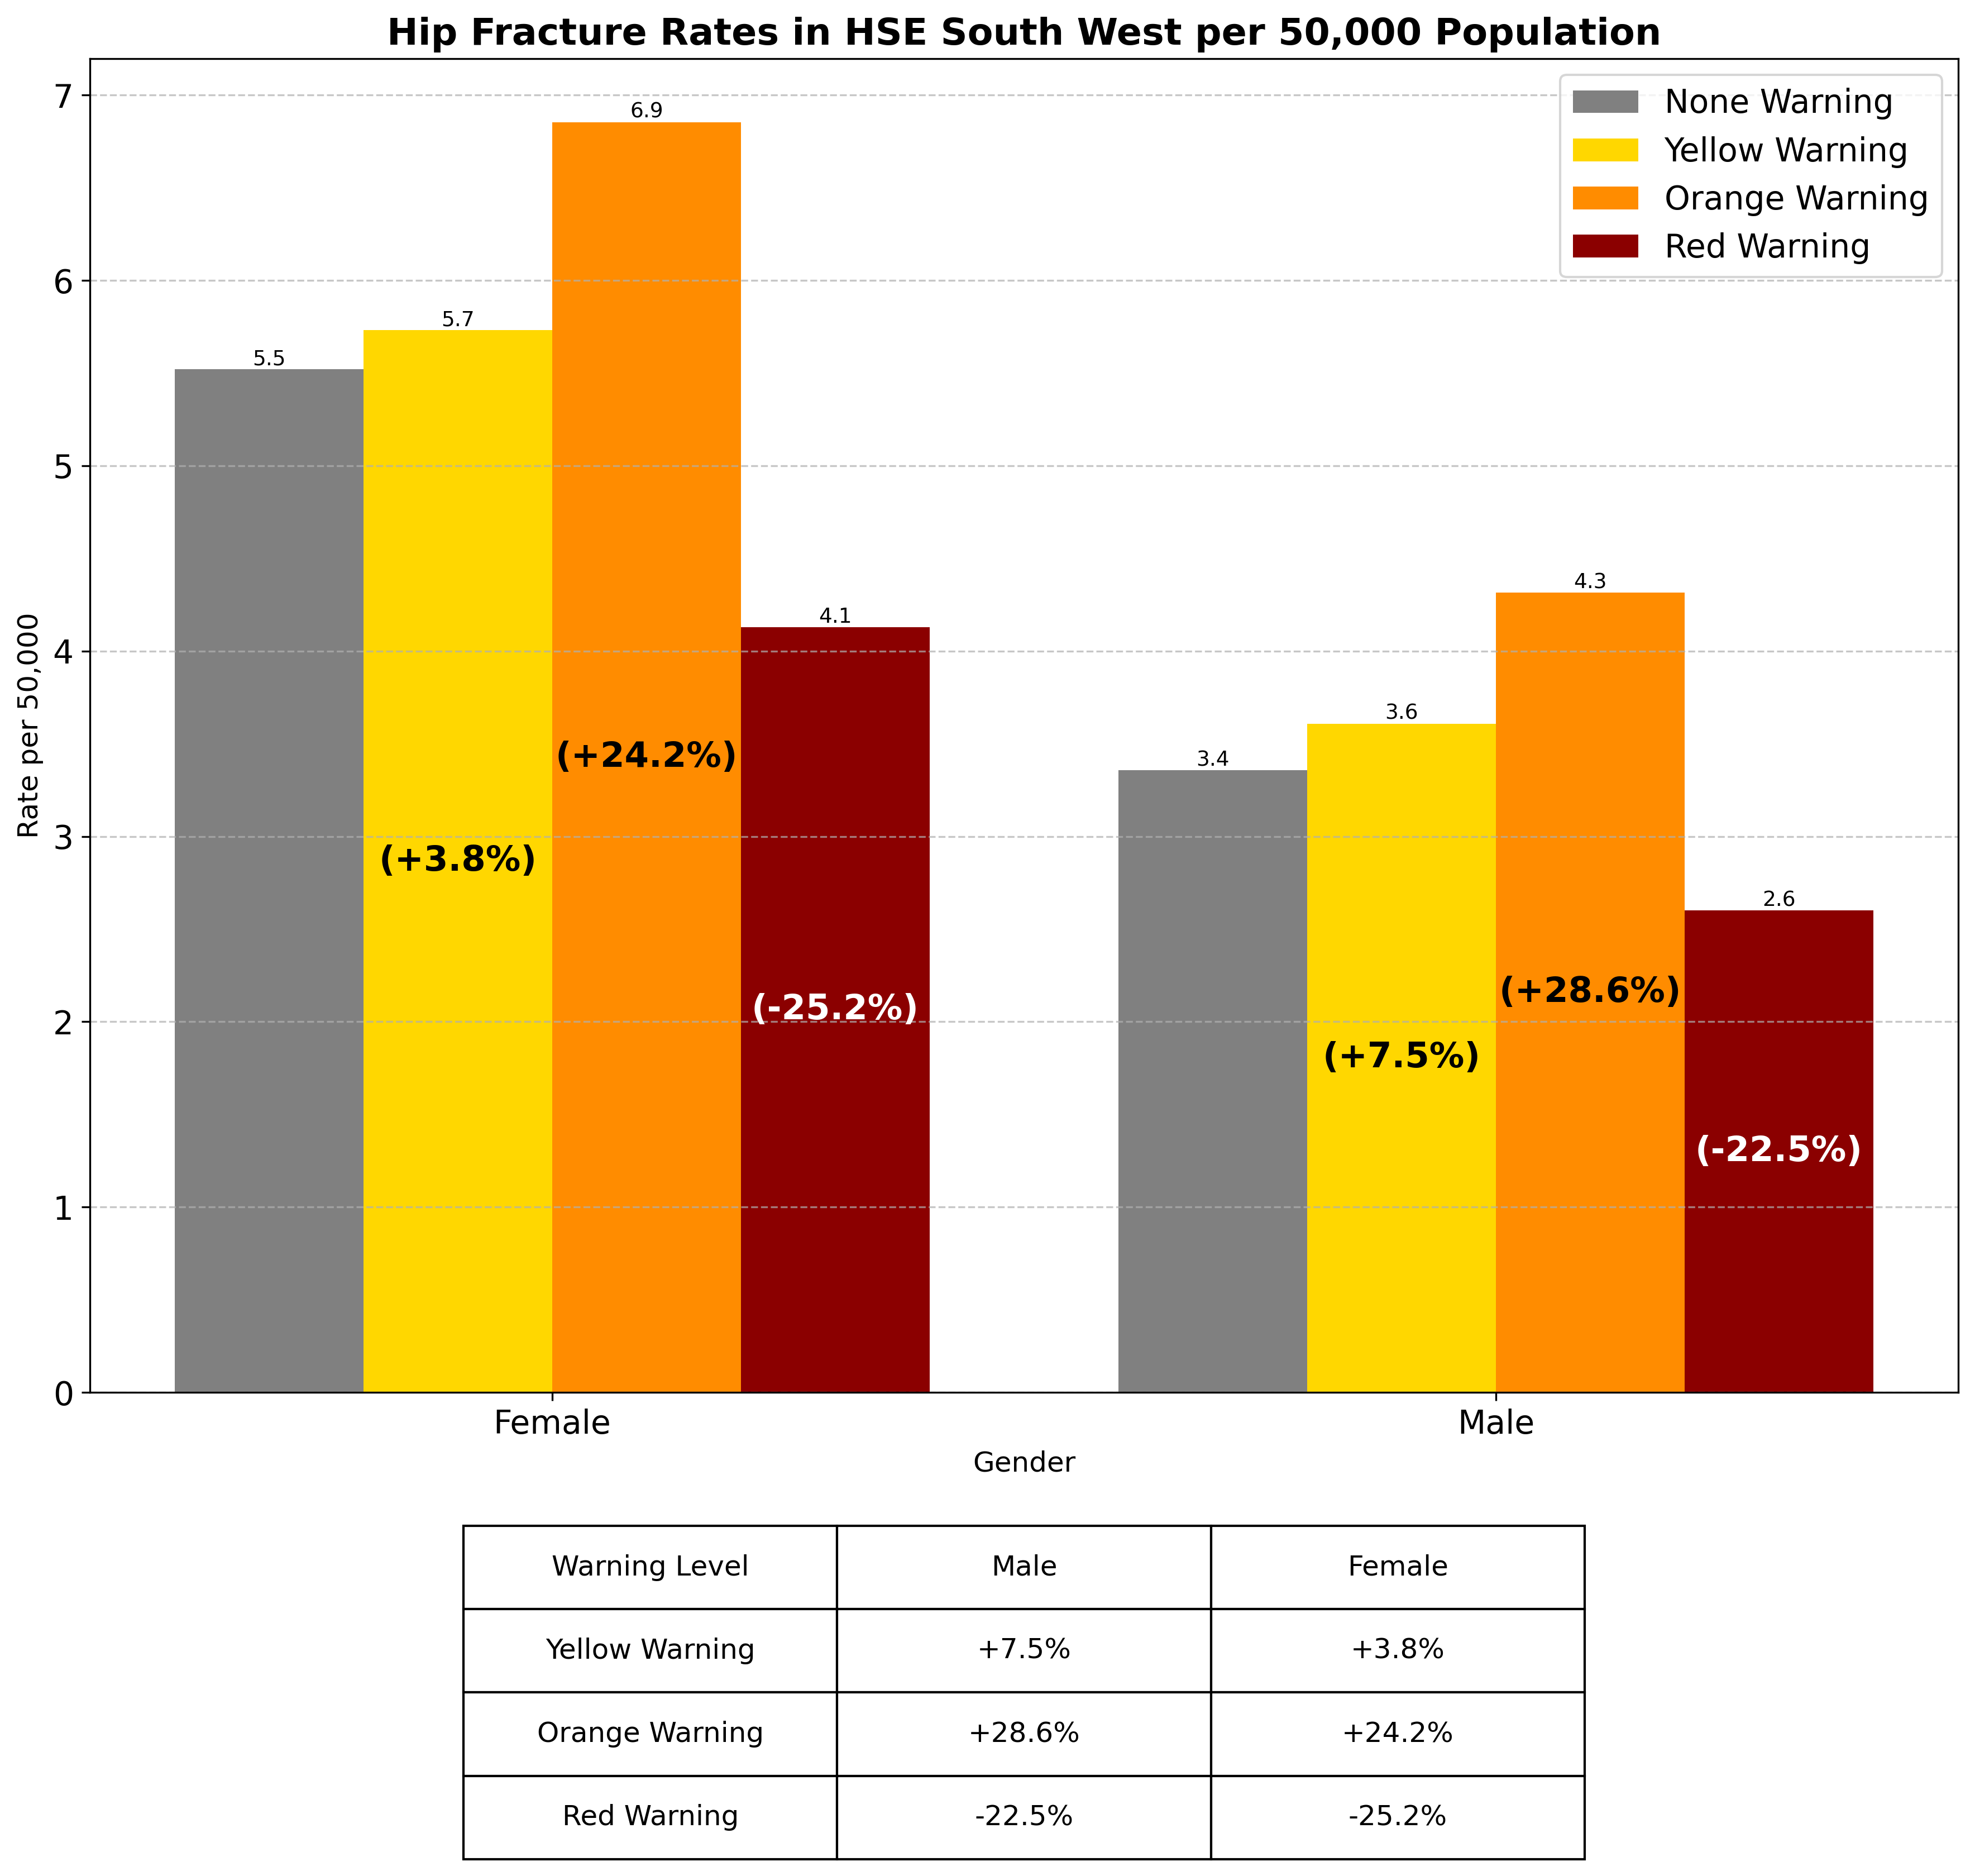 Hip Fracture Rates in HSE South West per 50,000 Population
None Warning
Yellow Warning
Orange Warning
Red Warning
Rate per 50,000
7
6
5
4
3
2
1
0
5.5
5.7
6.9
4.1
3.4
3.6
4.3
2.6
(+3.8%)
(+24.2%)
(-25.2%)
(+7.5%)
(+28.6%)
(-22.5%)
Female
Male
Gender
Warning Level Male Female
Yellow Warning +7.5% +3.8%
Orange Warning +28.6% +24.2%
Red Warning -22.5% -25.2%